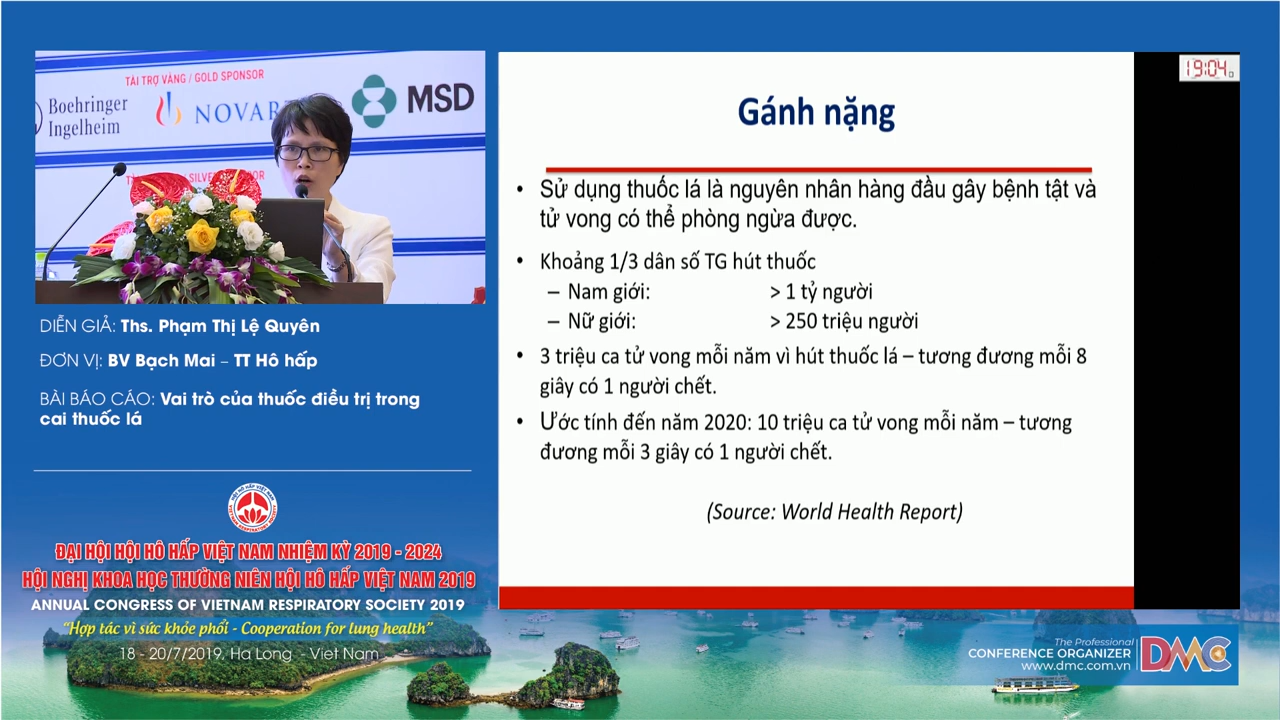 TÀI TRỢ VÀNG / GOLD SPONSOR
Boehringer
Ingelheim
MSD
DIỄN GIẢ: Ths. Phạm Thị Lệ Quyên
ĐƠN VỊ: BV Bạch Mai – TT Hô hấp
BÀI BÁO CÁO: Vai trò của thuốc điều trị trong
cai thuốc lá
HỘI HÔ HẤP VIỆT NAM
VIETNAM RESPIRATORY SOCIETY
ĐẠI HỘI HỘI HÔ HẤP VIỆT NAM NHIỆM KỲ 2019 - 2024
HỘI NGHỊ KHOA HỌC THƯỜNG NIÊN HỘI HÔ HẤP VIỆT NAM 2019
ANNUAL CONGRESS OF VIETNAM RESPIRATORY SOCIETY 2019
“Hợp tác vì sức khỏe phổi - Cooperation for lung health”
18 - 20/7/2019, Ha Long - Viet Nam
19:04
Gánh nặng
• Sử dụng thuốc lá là nguyên nhân hàng đầu gây bệnh tật và
tử vong có thể phòng ngừa được.
• Khoảng 1/3 dân số TG hút thuốc
– Nam giới: > 1 tỷ người
– Nữ giới: > 250 triệu người
• 3 triệu ca tử vong mỗi năm vì hút thuốc lá – tương đương mỗi 8
giây có 1 người chết.
• Ước tính đến năm 2020: 10 triệu ca tử vong mỗi năm – tương
đương mỗi 3 giây có 1 người chết.
(Source: World Health Report)
The Professional
CONFERENCE ORGANIZER
www.dmc.com.vn
DMC